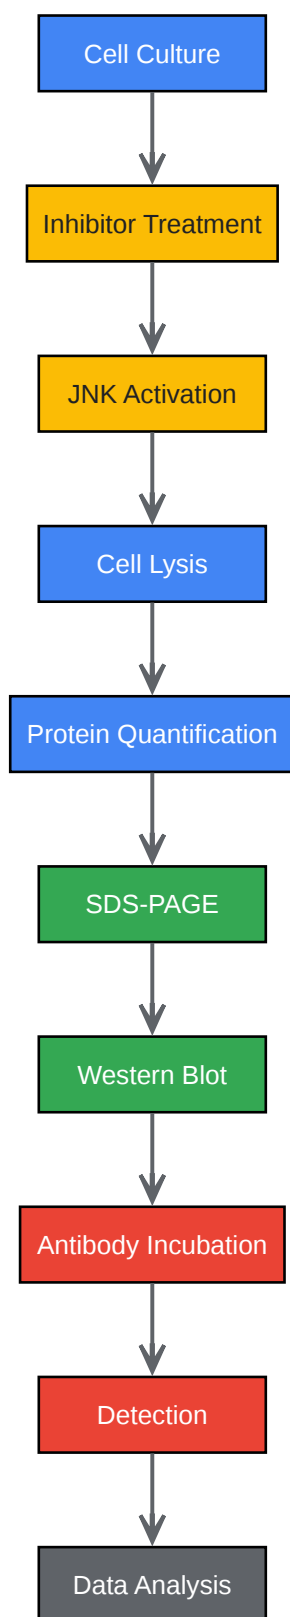 Cell Culture
Inhibitor Treatment
JNK Activation
Cell Lysis
Protein Quantification
SDS-PAGE
Western Blot
Antibody Incubation
Detection
Data Analysis